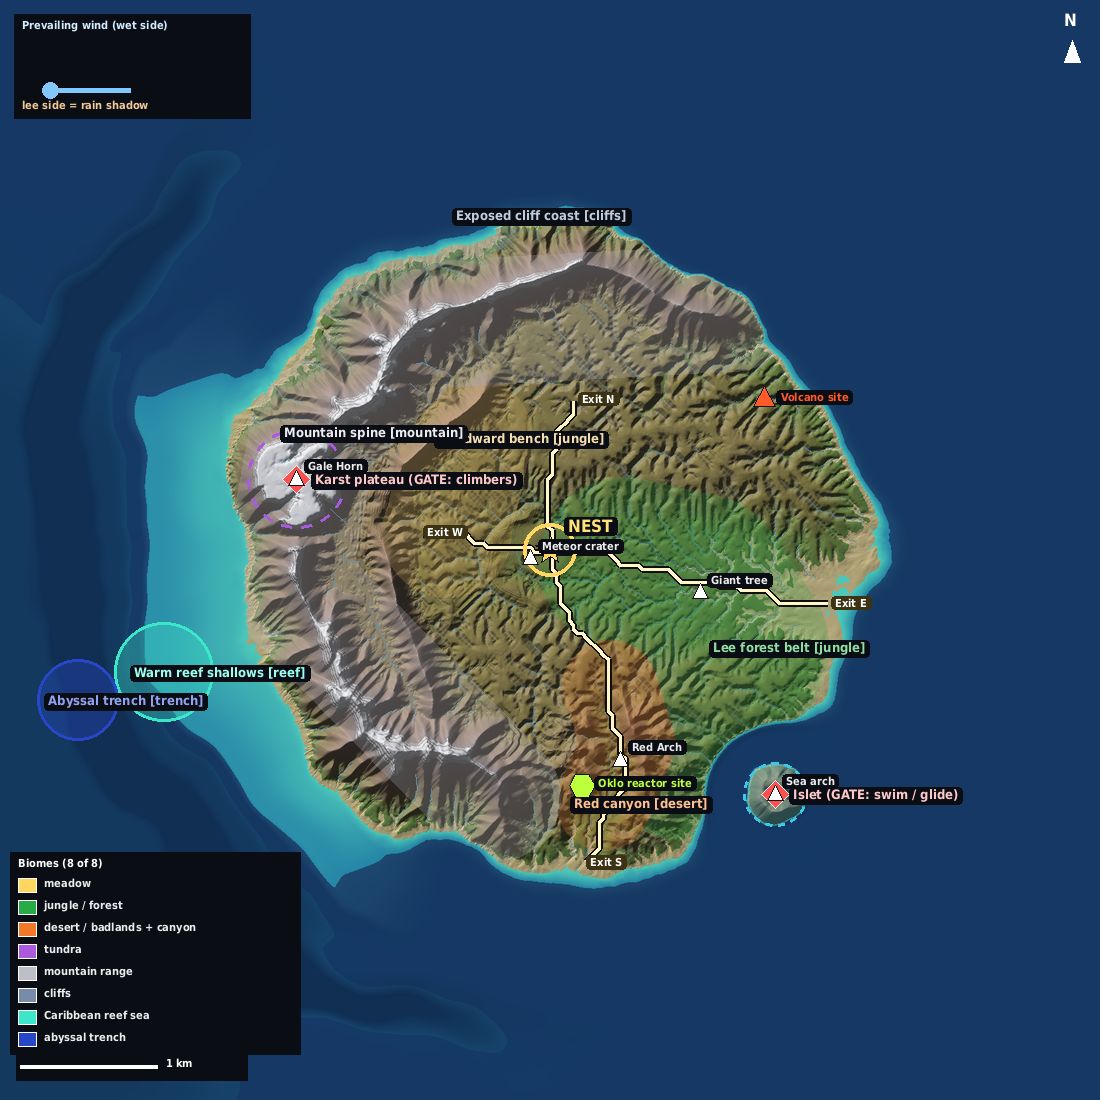 Prevailing wind (wet side)
lee side = rain shadow
N
Exposed cliff coast [cliffs]
Volcano site
Exit N
Mountain spine [mountain]
dward bench [jungle]
Gale Horn
Karst plateau (GATE: climbers)
NEST
Exit W
Meteor crater
Giant tree
Exit E
Lee forest belt [jungle]
Warm reef shallows [reef]
Abyssal trench [trench]
Red Arch
Sea arch
Oklo reactor site
Islet (GATE: swim / glide)
Red canyon [desert]
Exit S
Biomes (8 of 8)
meadow
jungle / forest
desert / badlands + canyon
tundra
mountain range
cliffs
Caribbean reef sea
abyssal trench
1 km